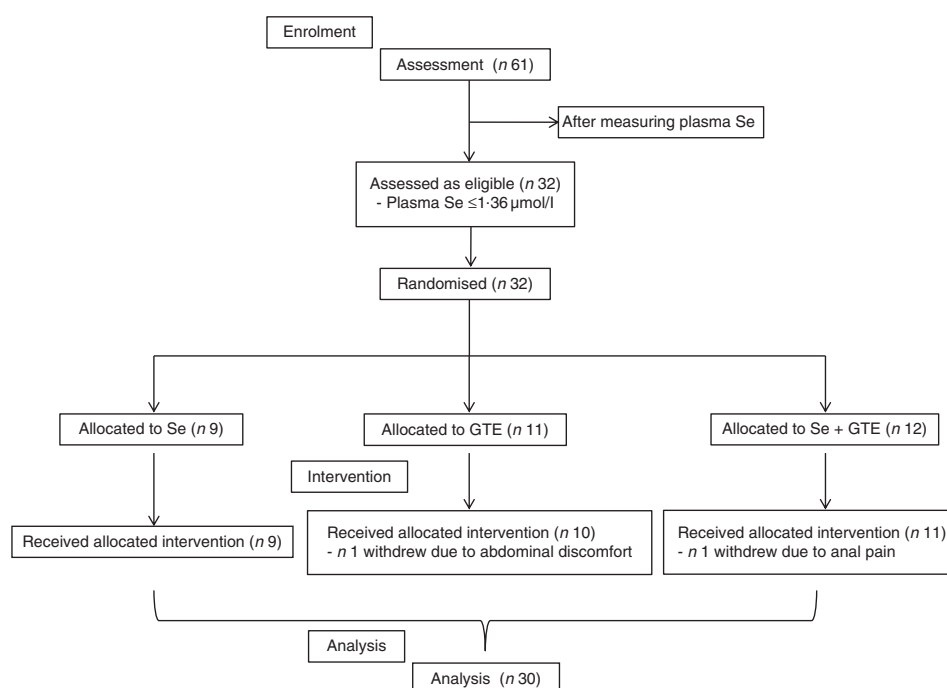 Enrolment
Assessment (n 61)
After measuring plasma Se
Assessed as eligible (n 32)
- Plasma Se ≤1·36 µmol/l
Randomised (n 32)
Allocated to Se (n 9)
Allocated to GTE (n 11)
Allocated to Se + GTE (n 12)
Intervention
Received allocated intervention (n 9)
Received allocated intervention (n 10)
- n 1 withdrew due to abdominal discomfort
Received allocated intervention (n 11)
- n 1 withdrew due to anal pain
Analysis
Analysis (n 30)